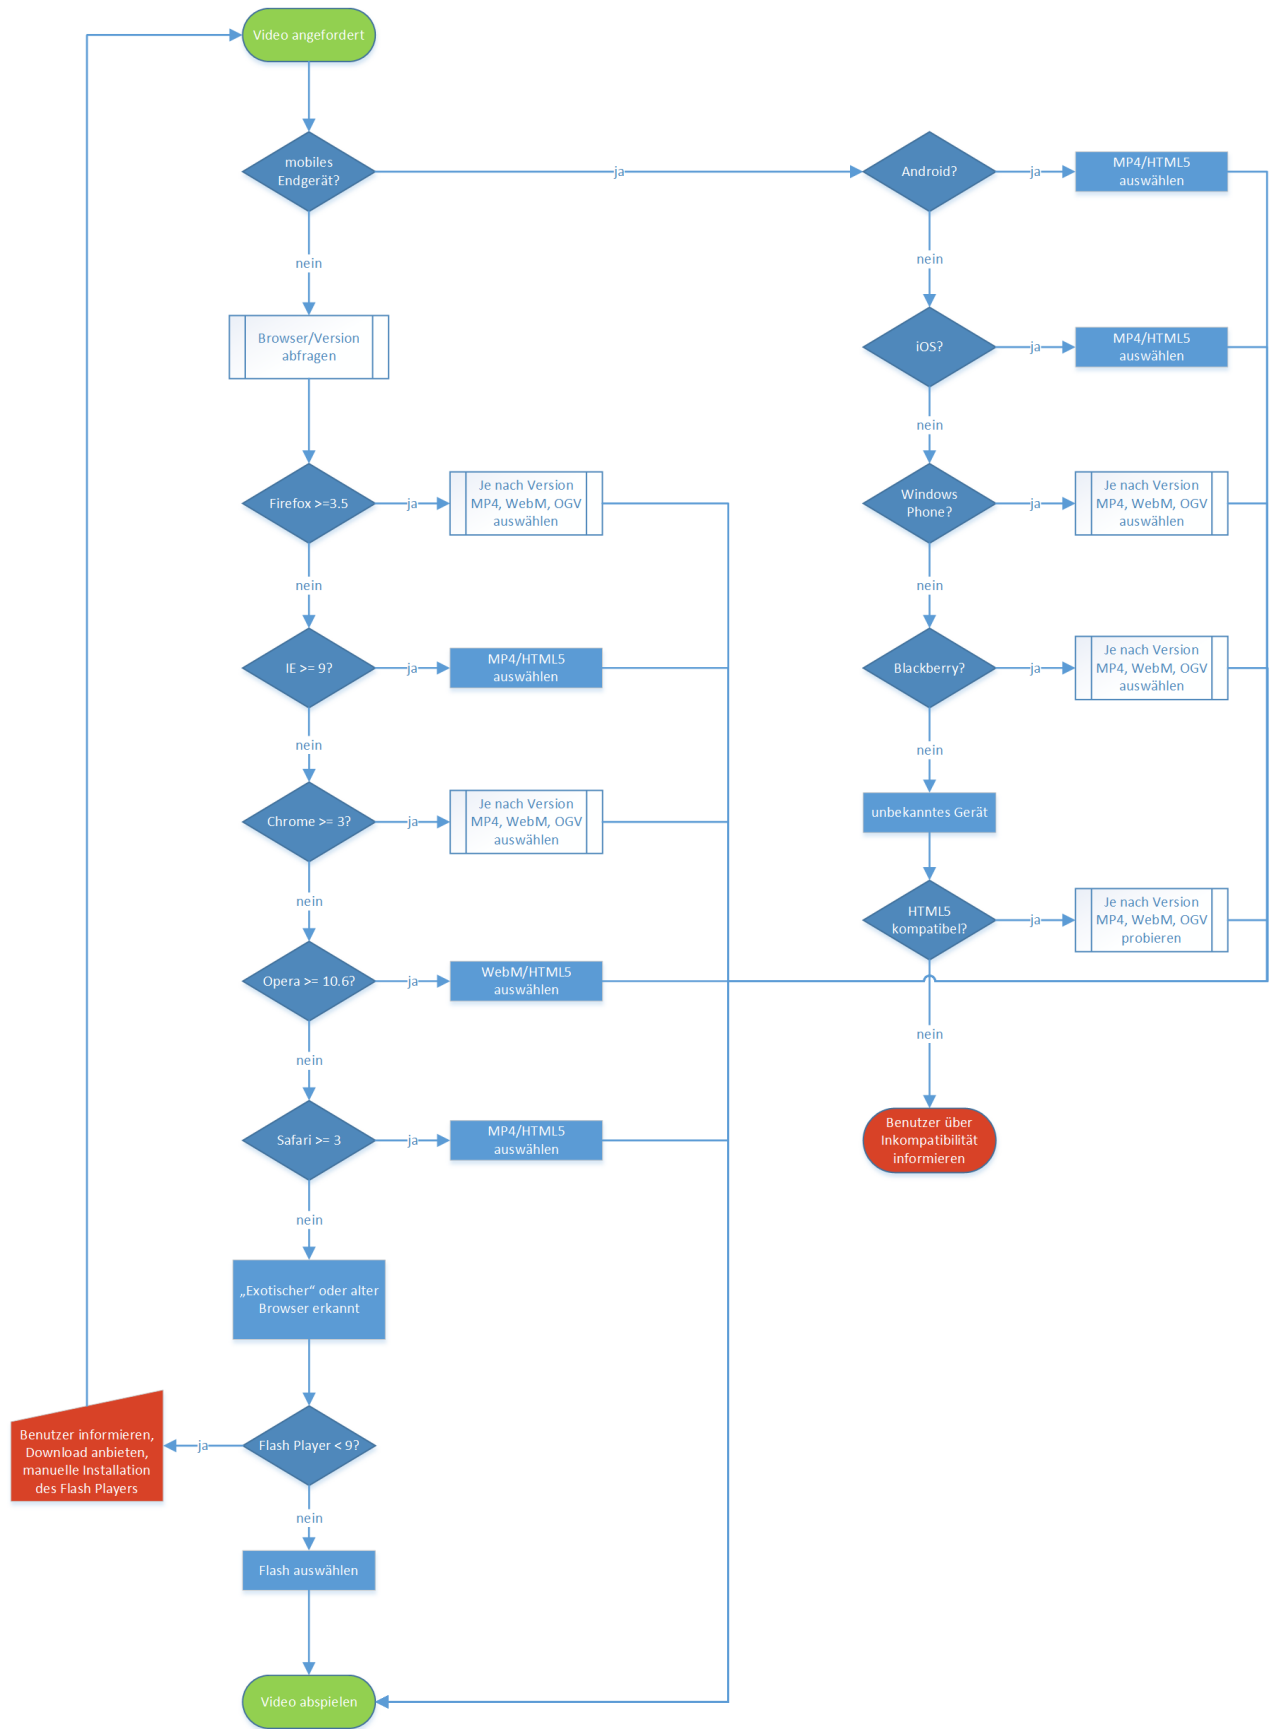 Video angefordert
mobiles
Endgerät?
ja
Android?
ja
MP4/HTML5
auswählen
nein
nein
Browser/Version
abfragen
iOS?
ja
MP4/HTML5
auswählen
nein
Firefox >=3.5
ja
Je nach Version
MP4, WebM, OGV
auswählen
Windows
Phone?
ja
Je nach Version
MP4, WebM, OGV
auswählen
nein
nein
IE >= 9?
ja
MP4/HTML5
auswählen
Blackberry?
ja
Je nach Version
MP4, WebM, OGV
auswählen
nein
nein
Chrome >= 3?
ja
Je nach Version
MP4, WebM, OGV
auswählen
unbekanntes Gerät
nein
HTML5
kompatibel?
ja
Je nach Version
MP4, WebM, OGV
probieren
Opera >= 10.6?
ja
WebM/HTML5
auswählen
nein
nein
Safari >= 3
ja
MP4/HTML5
auswählen
Benutzer über
Inkompatibilität
informieren
nein
„Exotischer“ oder alter
Browser erkannt
Flash Player < 9?
ja
Benutzer informieren,
Download anbieten,
manuelle Installation
des Flash Players
nein
Flash auswählen
Video abspielen